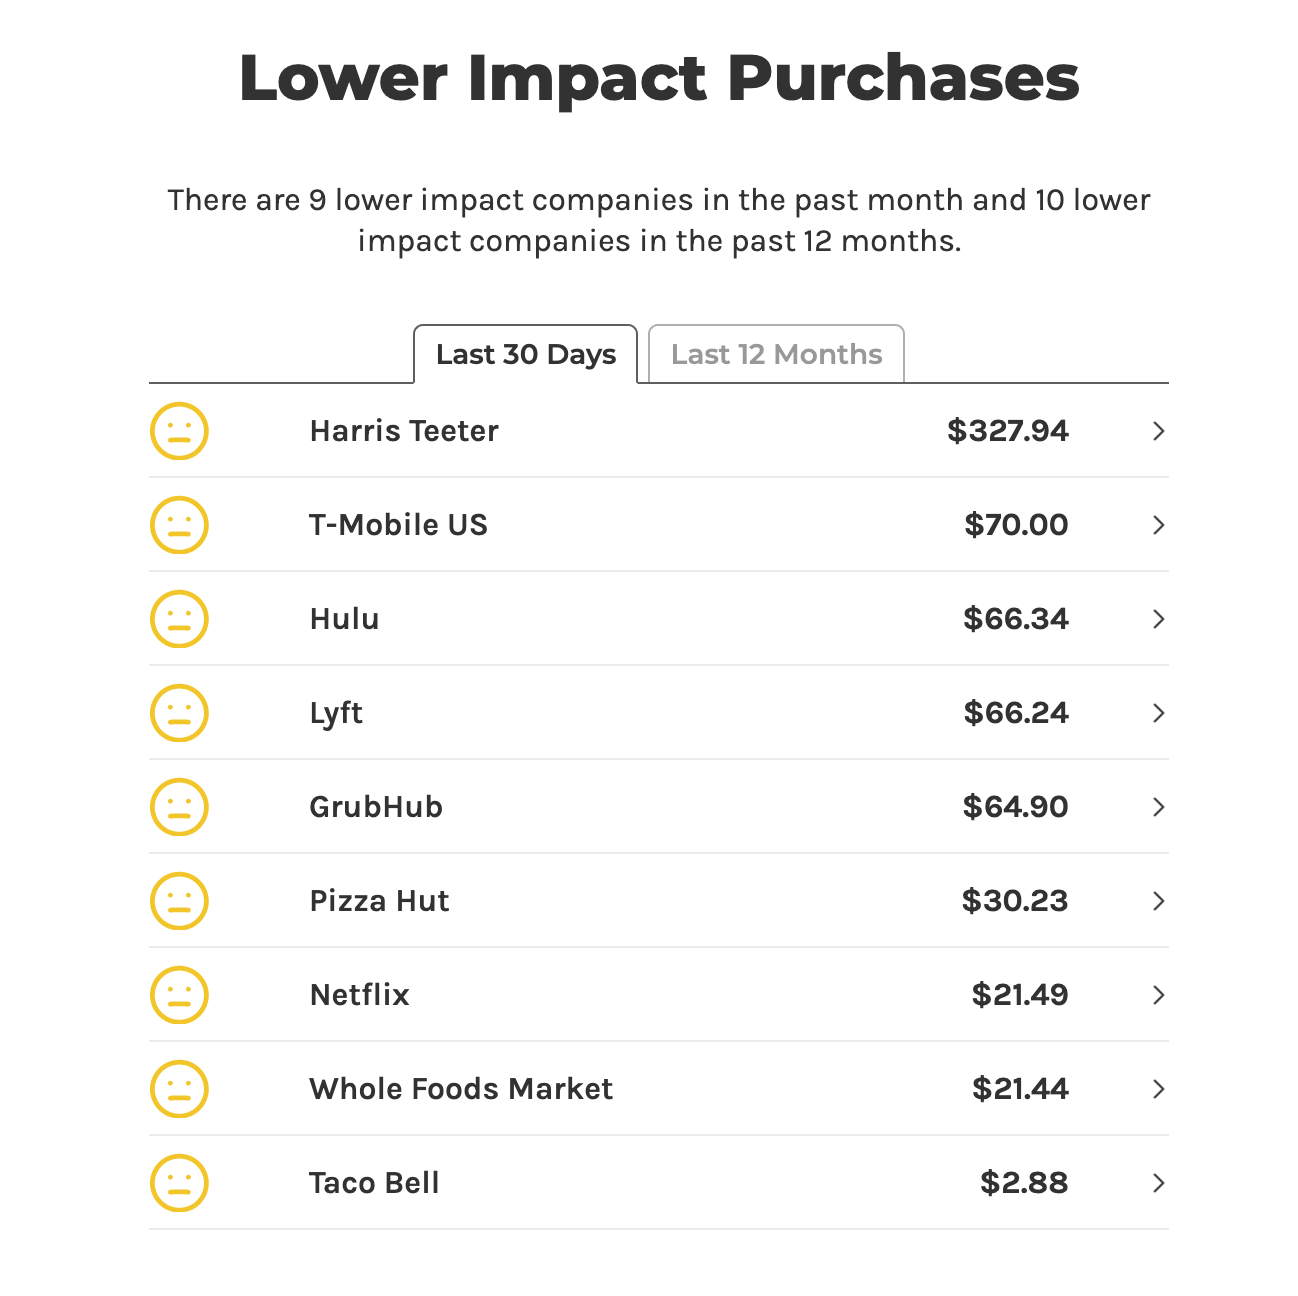 Lower Impact Purchases
There are 9 lower impact companies in the past month and 10 lower
impact companies in the past 12 months.
Last 30 Days
Last 12 Months
Harris Teeter $327.94
T-Mobile US $70.00
Hulu $66.34
Lyft $66.24
GrubHub $64.90
Pizza Hut $30.23
Netflix $21.49
Whole Foods Market $21.44
Taco Bell $2.88